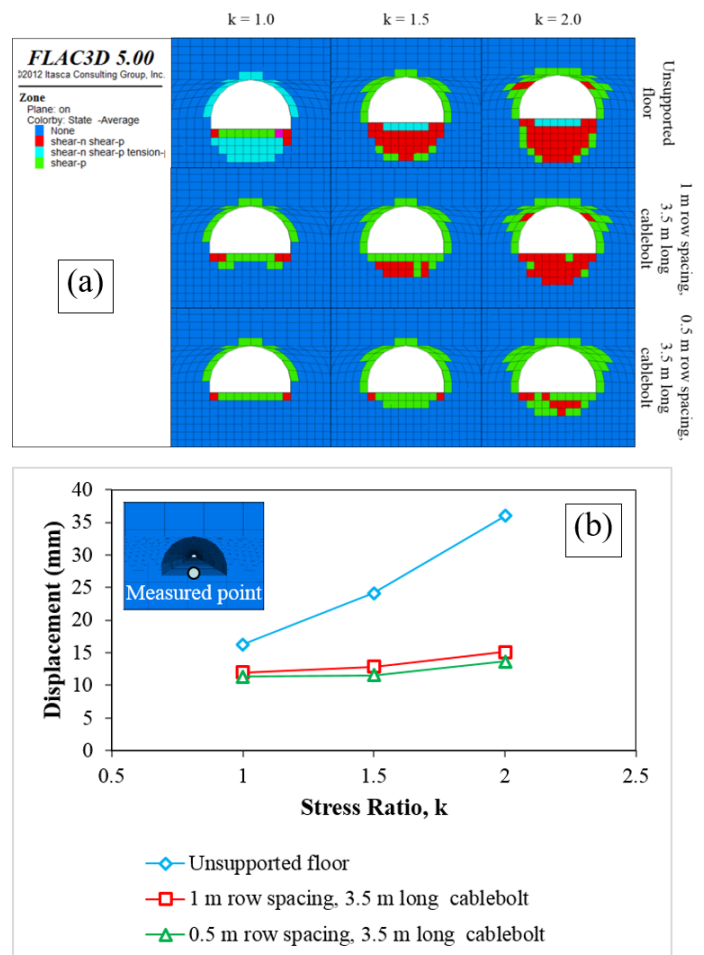 k = 1.0
k = 1.5
k = 2.0
FLAC3D 5.00
2012 Itasca Consulting Group, Inc.
Zone
Plane: on
Colorby: State -Average
None
shear-n shear-p
shear-n shear-p tension-
shear-p
(a)
Unsupported
floor
1 m row spacing,
3.5 m long
cablebolt
0.5 m row spacing,
3.5 m long
cablebolt
40
35
30
25
20
15
10
5
0
Displacement (mm)
Measured point
(b)
0.5
1
1.5
2
2.5
Stress Ratio, k
Unsupported floor
1 m row spacing, 3.5 m long cablebolt
0.5 m row spacing, 3.5 m long cablebolt